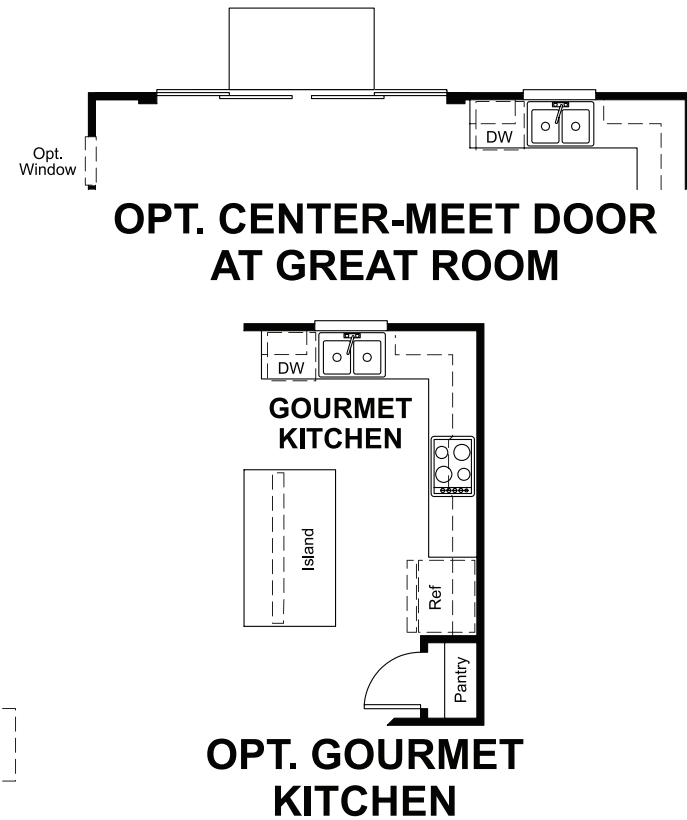 DW
Opt.
Window
OPT. CENTER-MEET DOOR
AT GREAT ROOM
DW
GOURMET
KITCHEN
Island
Ref
Pantry
OPT. GOURMET
KITCHEN